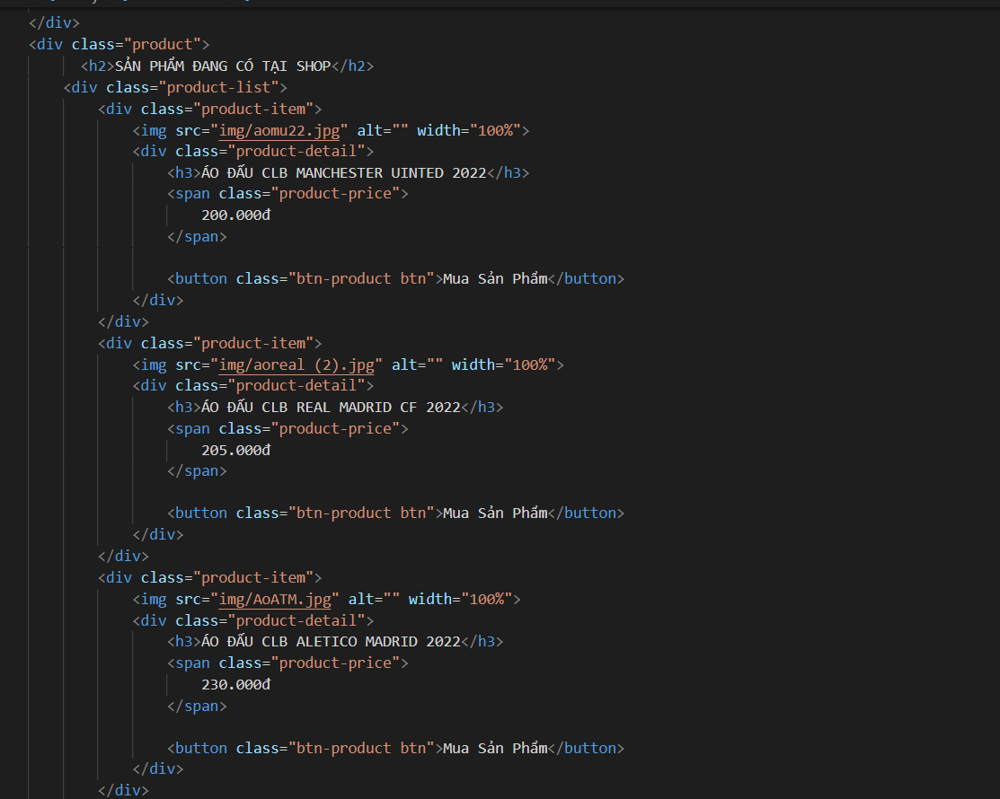 </div>
<div class="product">
<h2>SẢN PHẨM ĐANG CÓ TẠI SHOP</h2>
<div class="product-list">
<div class="product-item">
<img src="img/aomu22.jpg" alt="" width="100%">
<div class="product-detail">
<h3>ÁO ĐẤU CLB MANCHESTER UINTED 2022</h3>
<span class="product-price">
200.000đ
</span>
<button class="btn-product btn">Mua Sản Phẩm</button>
</div>
</div>
<div class="product-item">
<img src="img/aoreal (2).jpg" alt="" width="100%">
<div class="product-detail">
<h3>ÁO ĐẤU CLB REAL MADRID CF 2022</h3>
<span class="product-price">
205.000đ
</span>
<button class="btn-product btn">Mua Sản Phẩm</button>
</div>
</div>
<div class="product-item">
<img src="img/AoATM.jpg" alt="" width="100%">
<div class="product-detail">
<h3>ÁO ĐẤU CLB ALETICO MADRID 2022</h3>
<span class="product-price">
230.000đ
</span>
<button class="btn-product btn">Mua Sản Phẩm</button>
</div>
</div>